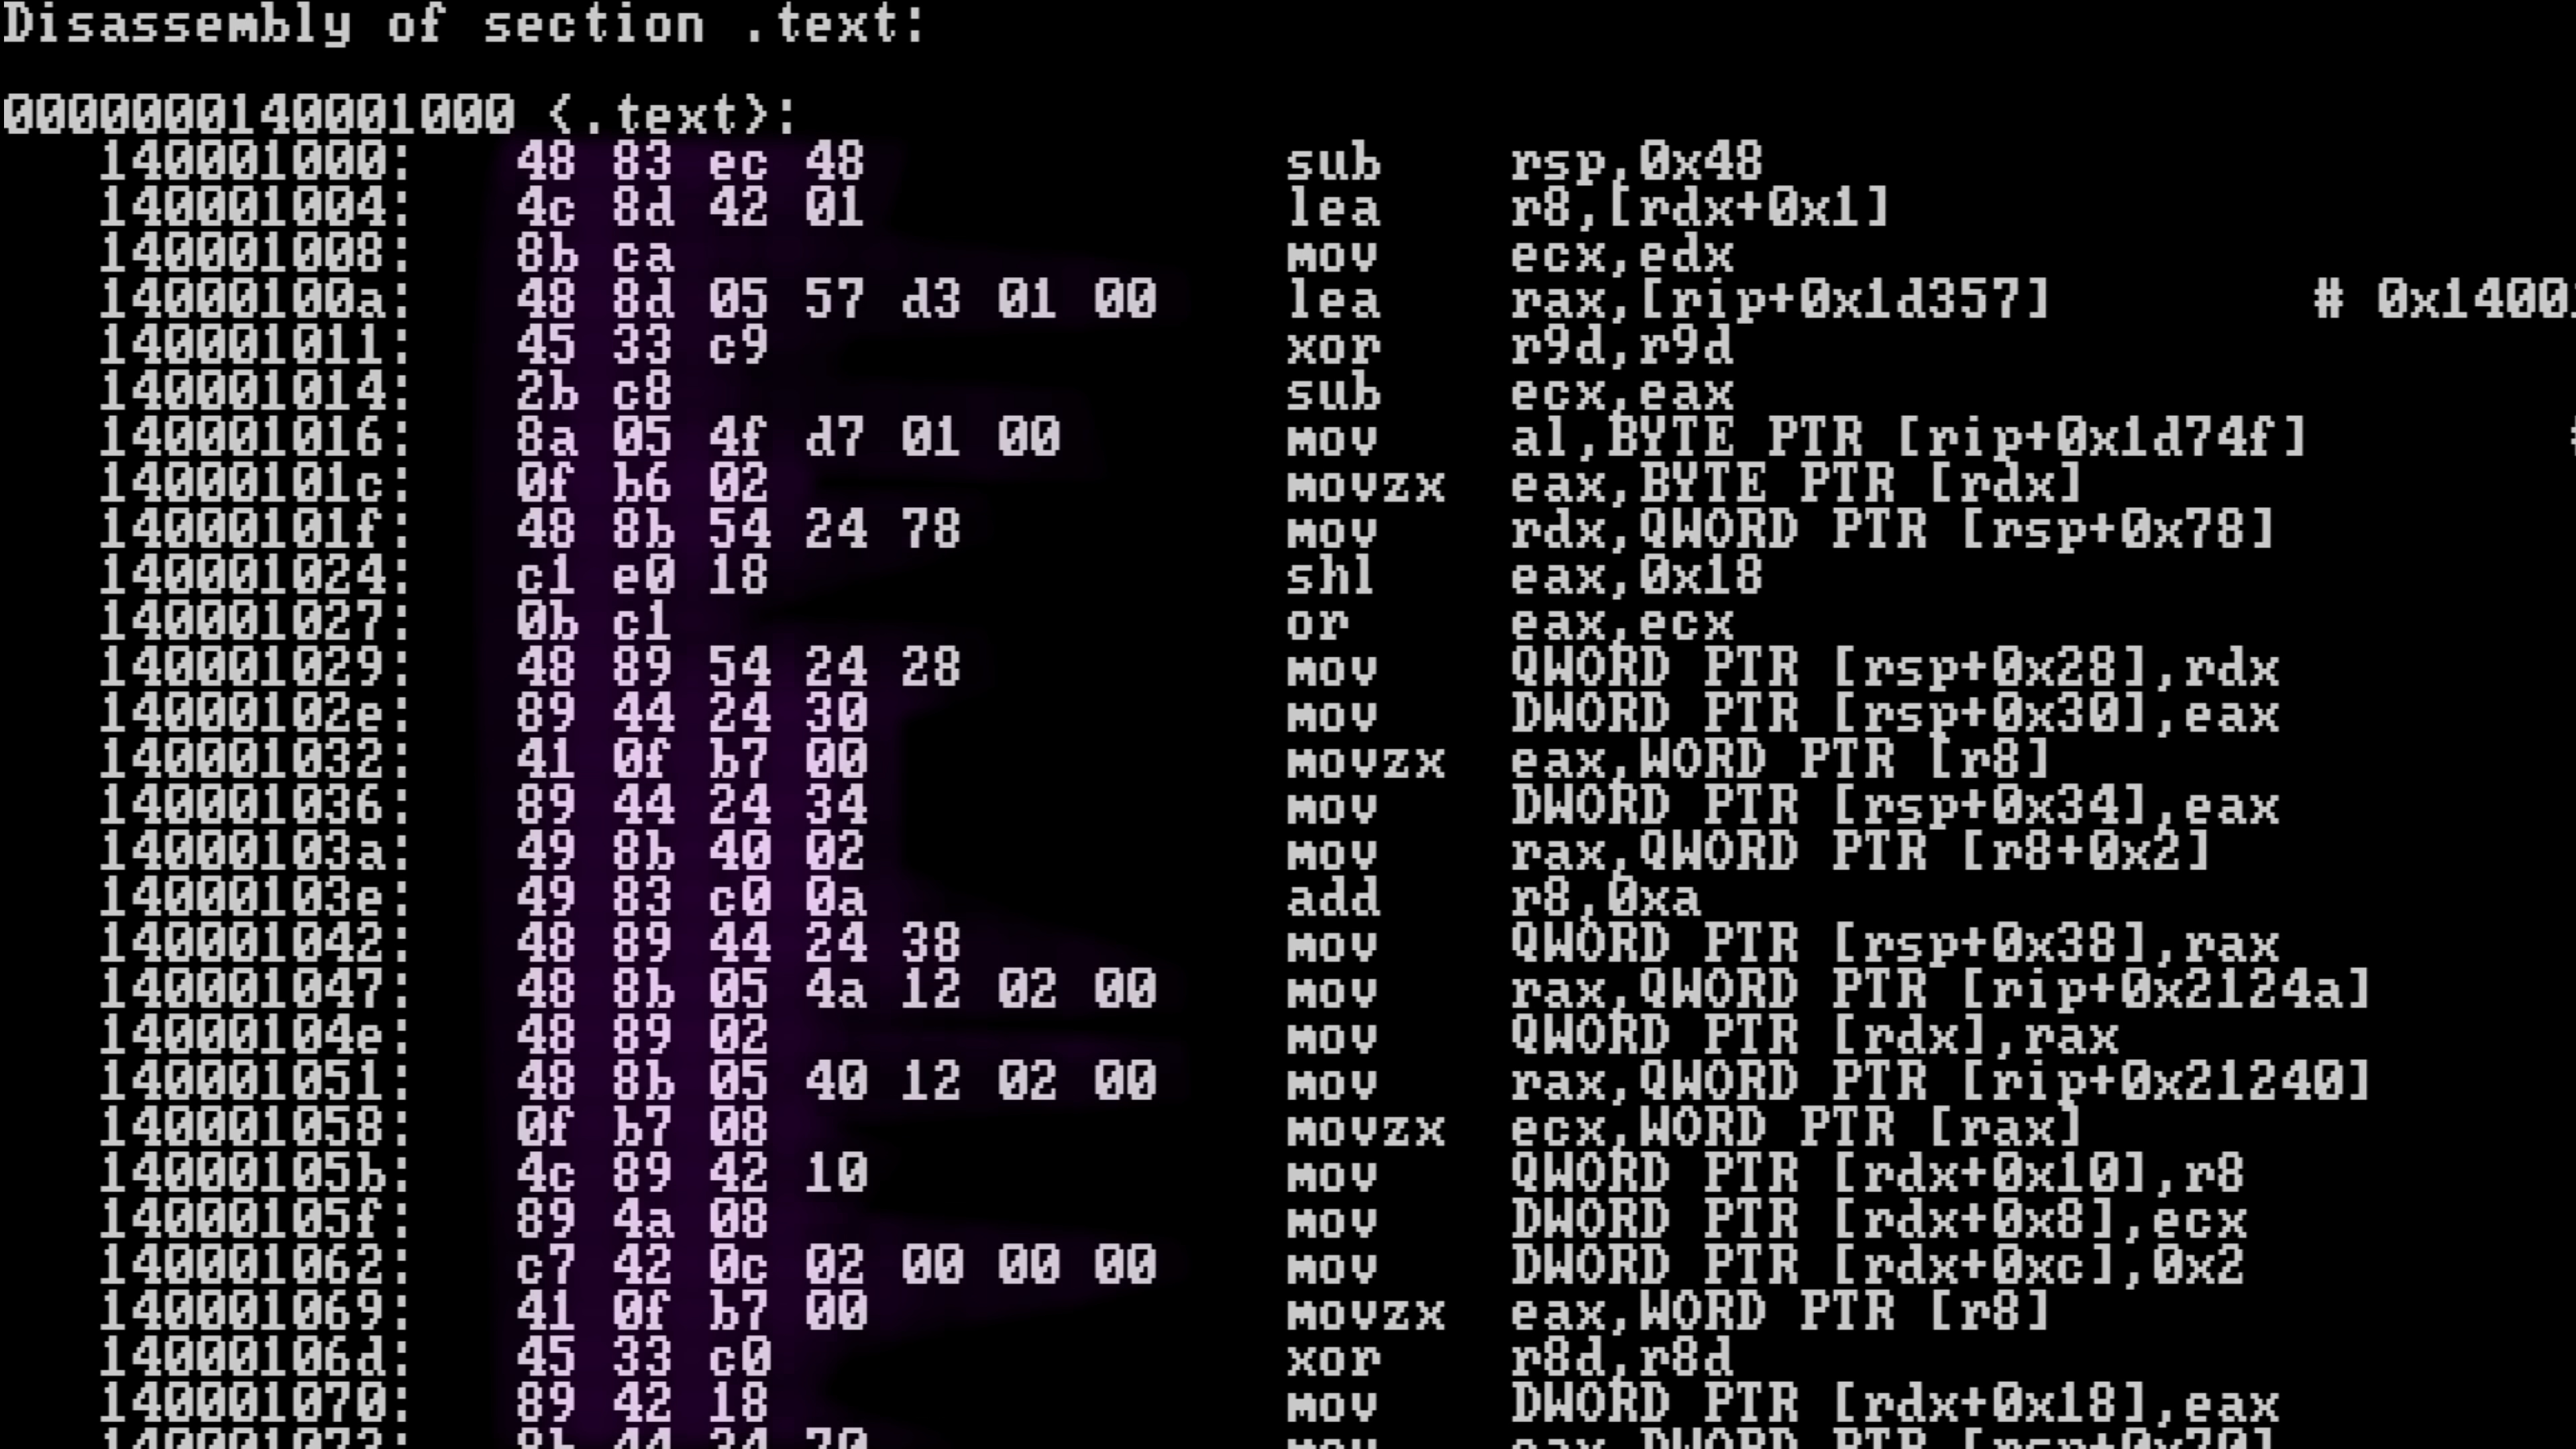 Disassembly of section .text:
0000000140001000 <.text>:
140001000: 48 83 ec 48 sub rsp,0x48
140001004: 4c 8d 42 01 lea r8,[rdx+0x1]
140001008: 8b ca mov ecx,edx
14000100a: 48 8d 05 57 d3 01 00 lea rax,[rip+0x1d357] # 0x1400
140001011: 45 33 c9 xor r9d,r9d
140001014: 2b c8 sub ecx,eax
140001016: 8a 05 4f d7 01 00 mov al,BYTE PTR [rip+0x1d74f]
14000101c: 0f b6 02 movzx eax,BYTE PTR [rdx]
14000101f: 48 8b 54 24 78 mov rdx,QWORD PTR [rsp+0x78]
140001024: c1 e0 18 shl eax,0x18
140001027: 0b c1 or eax,ecx
140001029: 48 89 54 24 28 mov QWORD PTR [rsp+0x28],rdx
14000102e: 89 44 24 30 mov DWORD PTR [rsp+0x30],eax
140001032: 41 0f b7 00 movzx eax,WORD PTR [r8]
140001036: 89 44 24 34 mov DWORD PTR [rsp+0x34],eax
14000103a: 49 8b 40 02 mov rax,QWORD PTR [r8+0x2]
14000103e: 49 83 c0 0a add r8,0xa
140001042: 48 89 44 24 38 mov QWORD PTR [rsp+0x38],rax
140001047: 48 8b 05 4a 12 02 00 mov rax,QWORD PTR [rip+0x2124a]
14000104e: 48 89 02 mov QWORD PTR [rdx],rax
140001051: 48 8b 05 40 12 02 00 mov rax,QWORD PTR [rip+0x21240]
140001058: 0f b7 08 movzx ecx,WORD PTR [rax]
14000105b: 4c 89 42 10 mov QWORD PTR [rdx+0x10],r8
14000105f: 89 4a 08 mov DWORD PTR [rdx+0x8],ecx
140001062: c7 42 0c 02 00 00 00 mov DWORD PTR [rdx+0xc],0x2
140001069: 41 0f b7 00 movzx eax,WORD PTR [r8]
14000106d: 45 33 c0 xor r8d,r8d
140001070: 89 42 18 mov DWORD PTR [rdx+0x18],eax